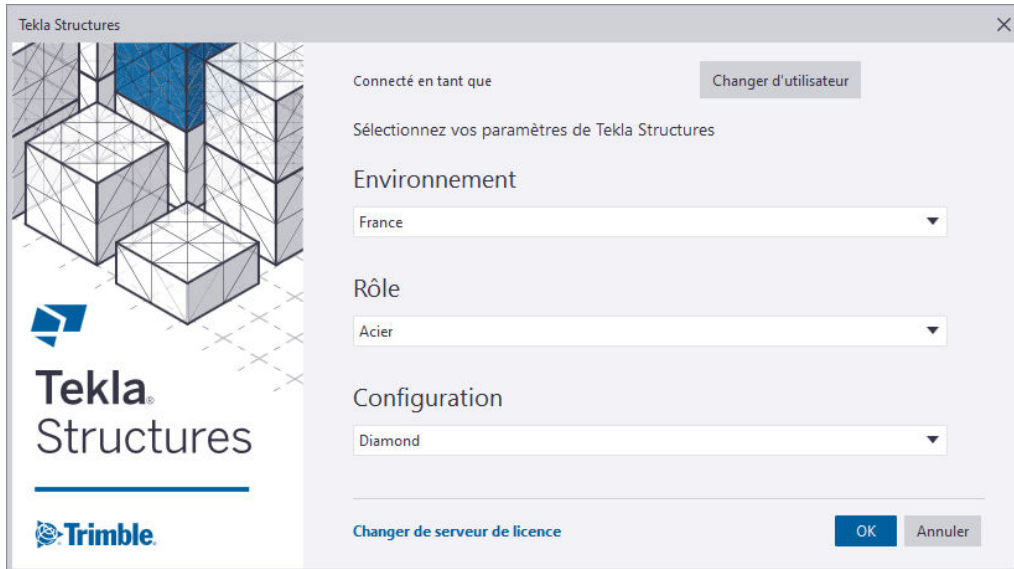 Tekla Structures
Connecté en tant que
Changer d'utilisateur
Sélectionnez vos paramètres de Tekla Structures
Environnement
France
Rôle
Acier
Configuration
Diamond
Tekla®
Structures
Trimble.
Changer de serveur de licence
OK
Annuler